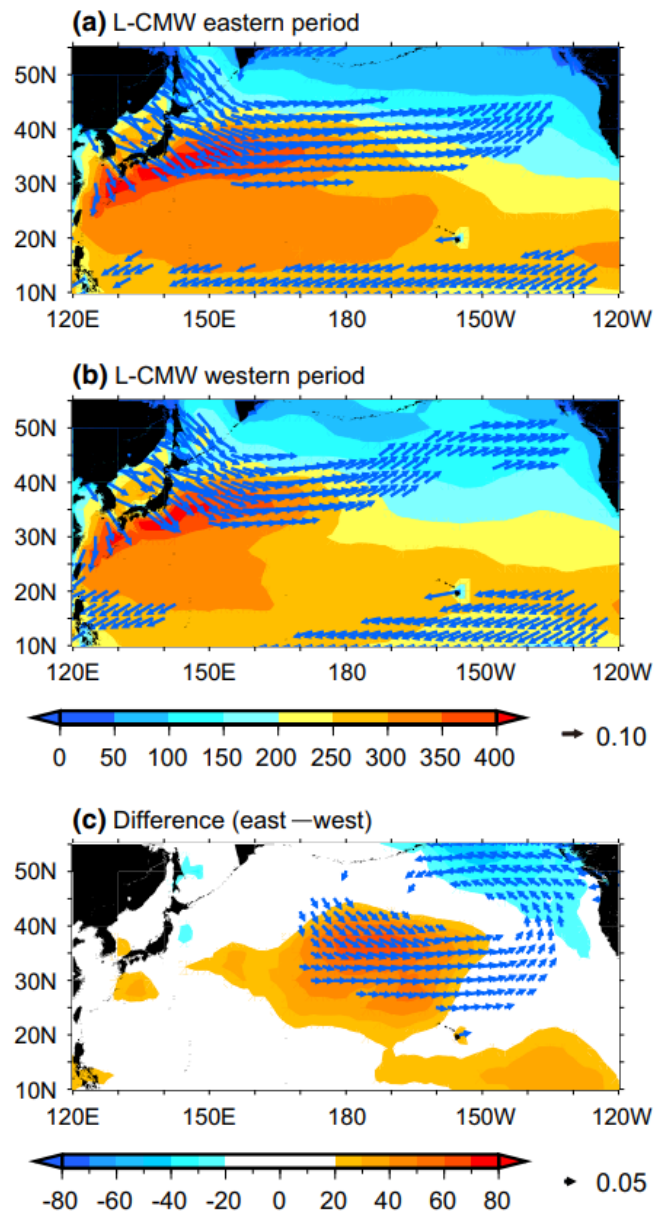 (a) L-CMW eastern period
50N
40N
30N
20N
10N
120E 150E 180 150W 120W
(b) L-CMW western period
50N
40N
30N
20N
10N
120E 150E 180 150W 120W
0 50 100 150 200 250 300 350 400
0.10
(c) Difference (east—west)
50N
40N
30N
20N
10N
120E 150E 180 150W 120W
-80 -60 -40 -20 0 20 40 60 80
0.05